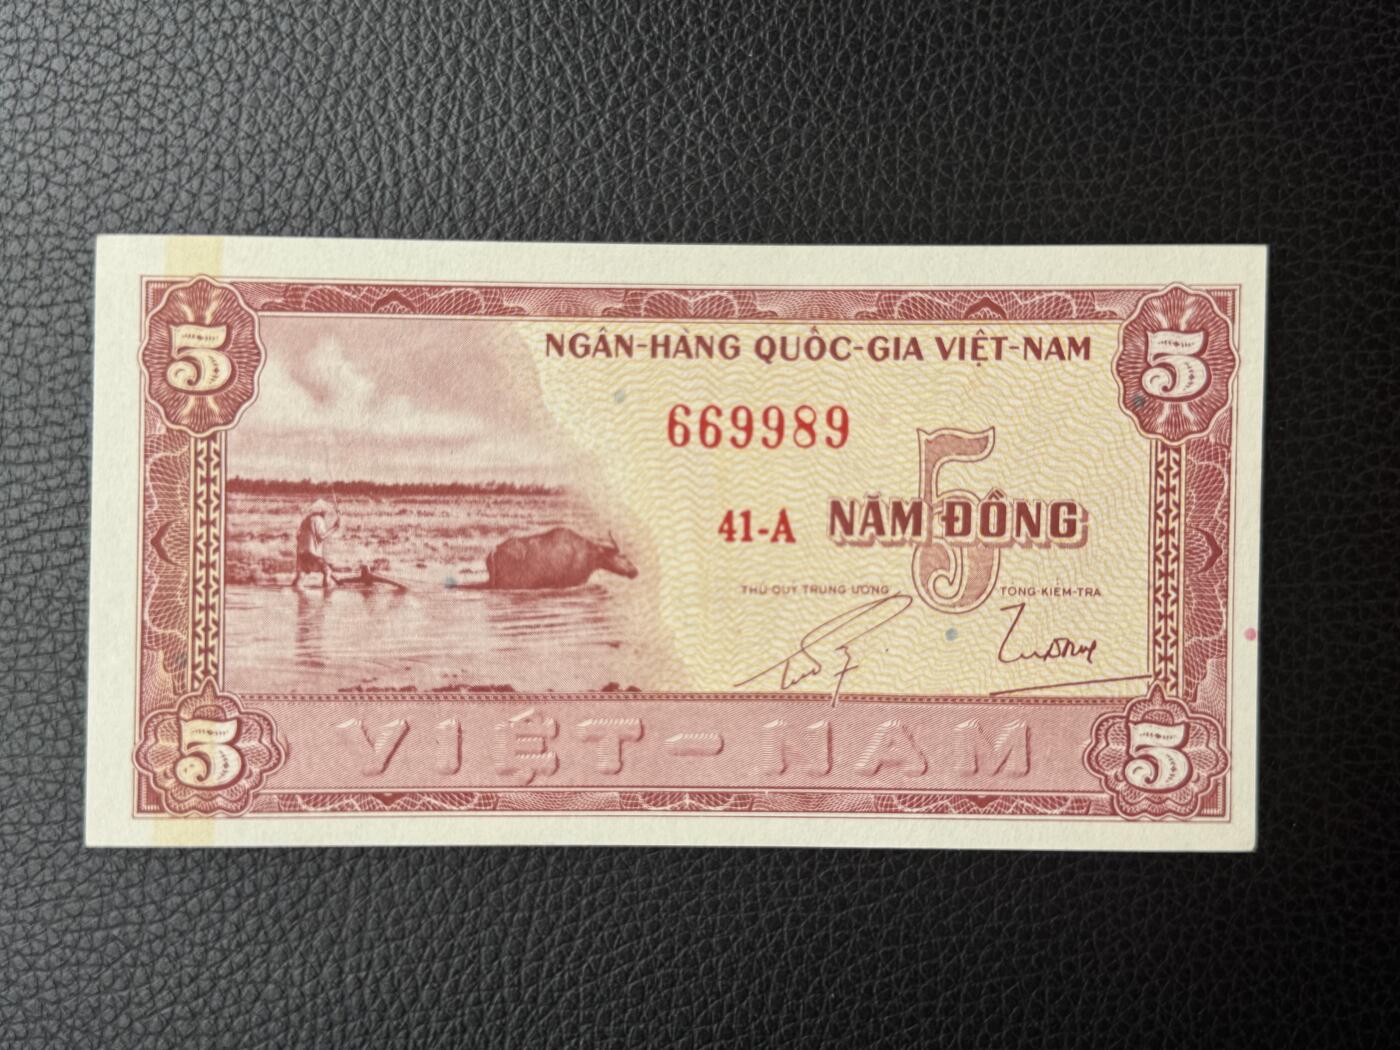 5
5
NGÂN-HÀNG QUỐC-GIA VIỆT-NAM
669989
5
41-A
NĂM ĐỒNG
THỦ-QUỸ TRUNG-ƯƠNG
TỔNG-KIỂM-TRA
VIỆT-NAM
5
5